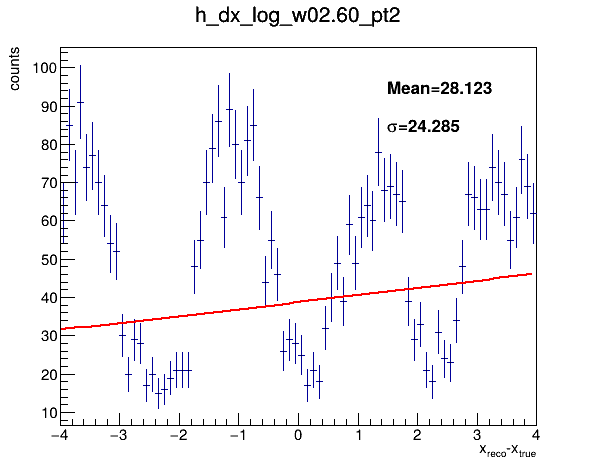 h_dx_log_w02.60_pt2
counts
Mean=28.123
σ=24.285
100
90
80
70
60
50
40
30
20
10
−4 −3 −2 −1 0 1 2 3 4
xreco-xtrue